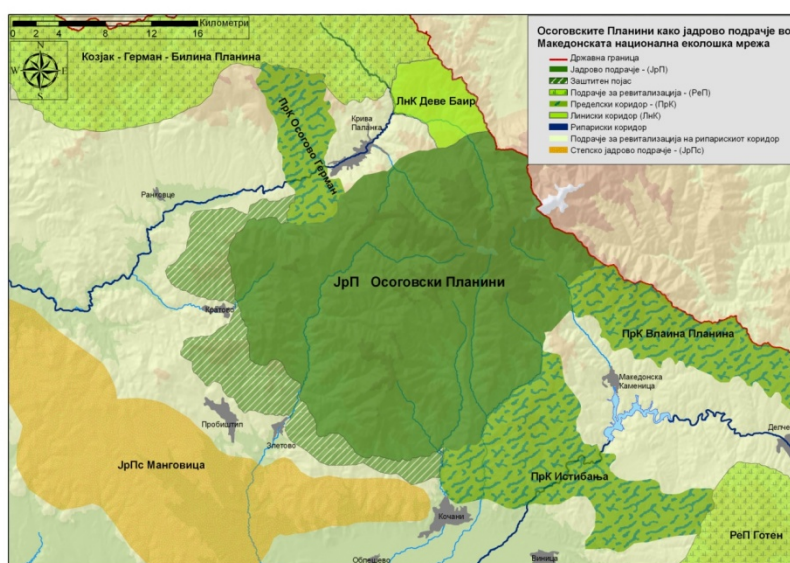 Километри
0 2 4 8 12 16
Осоговските Планини како јадрово подрачје во
Македонската национална еколошка мрежа
Државна граница
Јадрово подрачје - (ЈрП)
Заштитен појас
Подрачје за ревитализација - (РеП)
Пределски коридор - (ПрК)
Линиски коридор (ЛнК)
Рипариски коридор
Подрачје за ревитализација на рипарискиот коридор
Степско јадрово подрачје - (ЈрПс)
Козјак - Герман - Билина Планина
N
W E
S
ПрК Осогово Герман
ЛнК Деве Баир
Крива
Паланка
Ранковце
ЈрП Осоговски Планини
Кратово
ПрК Влаина Планина
Македонска
Каменица
Пробиштип
Злетово
Делче
ЈрПс Манговица
ПрК Истибања
Кочани
РеП Готен
Облешево
Виница